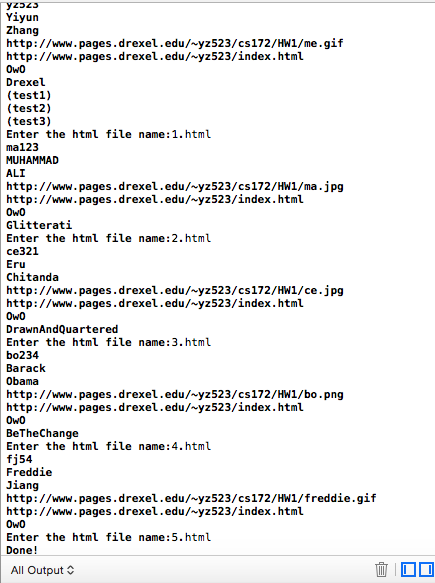 yz523
Yiyun
Zhang
http://www.pages.drexel.edu/~yz523/cs172/HW1/me.gif
http://www.pages.drexel.edu/~yz523/index.html
OwO
Drexel
(test1)
(test2)
(test3)
Enter the html file name:1.html
ma123
MUHAMMAD
ALI
http://www.pages.drexel.edu/~yz523/cs172/HW1/ma.jpg
http://www.pages.drexel.edu/~yz523/index.html
OwO
Glitterati
Enter the html file name:2.html
ce321
Eru
Chitanda
http://www.pages.drexel.edu/~yz523/cs172/HW1/ce.jpg
http://www.pages.drexel.edu/~yz523/index.html
OwO
DrawnAndQuartered
Enter the html file name:3.html
bo234
Barack
Obama
http://www.pages.drexel.edu/~yz523/cs172/HW1/bo.png
http://www.pages.drexel.edu/~yz523/index.html
OwO
BeTheChange
Enter the html file name:4.html
fj54
Freddie
Jiang
http://www.pages.drexel.edu/~yz523/cs172/HW1/freddie.gif
http://www.pages.drexel.edu/~yz523/index.html
OwO
Enter the html file name:5.html
Done!
All Output